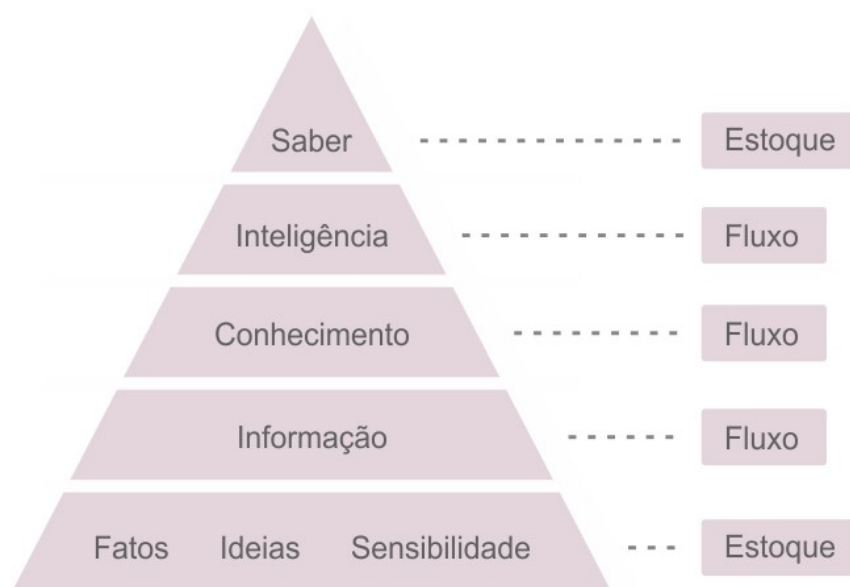 Saber Estoque
Inteligência Fluxo
Conhecimento Fluxo
Informação Fluxo
Fatos Ideias Sensibilidade Estoque